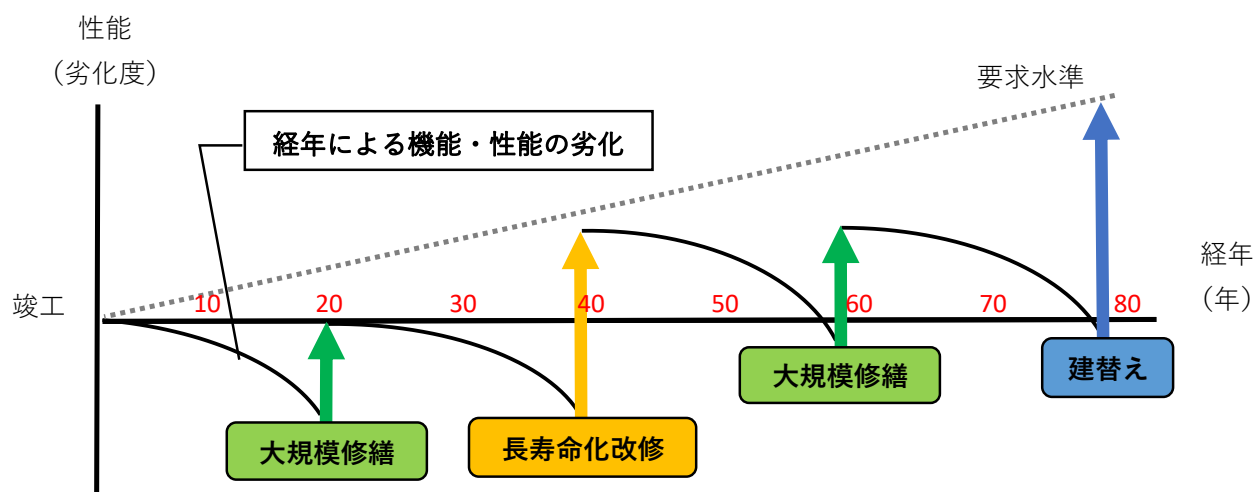 性能
（劣化度）
要求水準
経年による機能・性能の劣化
経年
（年）
竣工
10 20 30 40 50 60 70 80
大規模修繕
長寿命化改修
大規模修繕
建替え